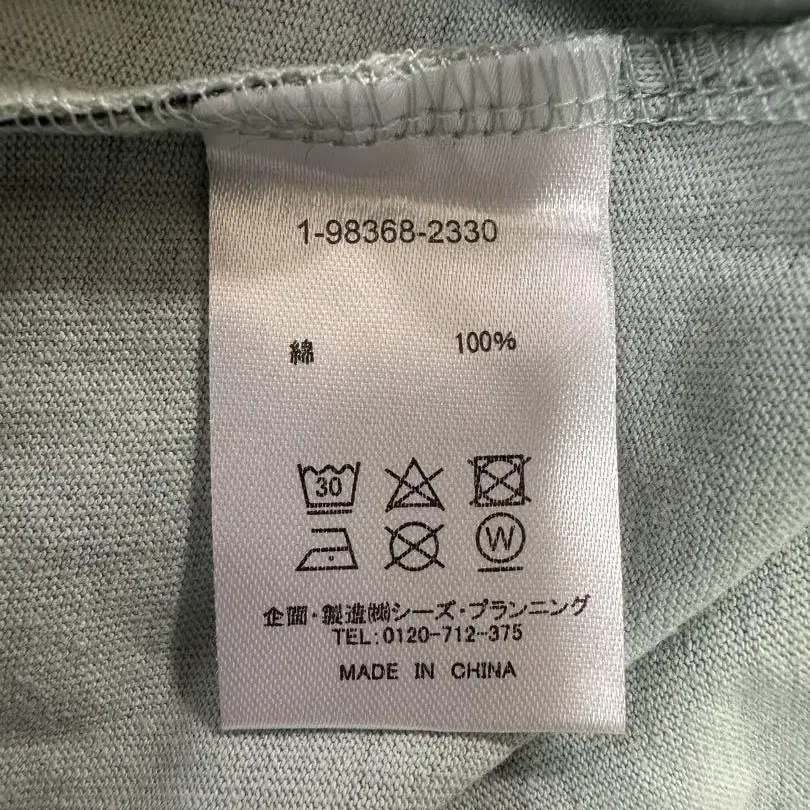 1-98368-2330
綿 100%
30
W
企画・製造㈱シーズ・プランニング
TEL:0120-712-375
MADE IN CHINA